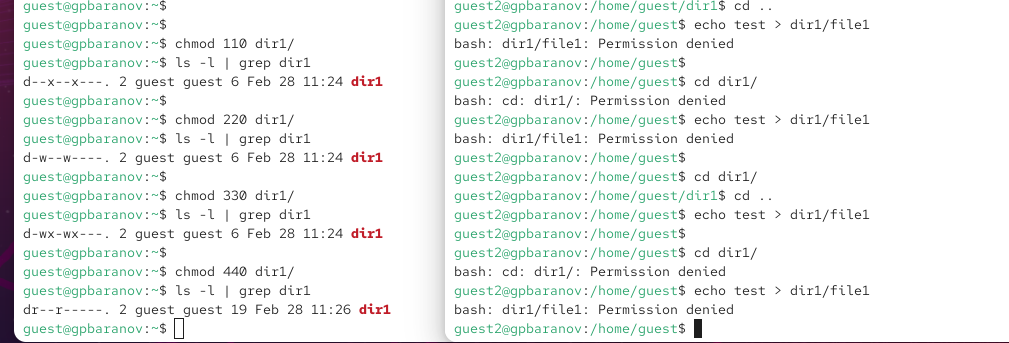 guest@gpbaranov:~$
guest@gpbaranov:~$
guest@gpbaranov:~$ chmod 110 dir1/
guest@gpbaranov:~$ ls -l | grep dir1
d--x--x---. 2 guest guest 6 Feb 28 11:24 dir1
guest@gpbaranov:~$
guest@gpbaranov:~$ chmod 220 dir1/
guest@gpbaranov:~$ ls -l | grep dir1
d-w--w----. 2 guest guest 6 Feb 28 11:24 dir1
guest@gpbaranov:~$
guest@gpbaranov:~$ chmod 330 dir1/
guest@gpbaranov:~$ ls -l | grep dir1
d-wx-wx---. 2 guest guest 6 Feb 28 11:24 dir1
guest@gpbaranov:~$
guest@gpbaranov:~$ chmod 440 dir1/
guest@gpbaranov:~$ ls -l | grep dir1
dr--r-----. 2 guest guest 19 Feb 28 11:26 dir1
guest@gpbaranov:~$
guest2@gpbaranov:/home/guest/dir1$ cd ..
guest2@gpbaranov:/home/guest$ echo test > dir1/file1
bash: dir1/file1: Permission denied
guest2@gpbaranov:/home/guest$
guest2@gpbaranov:/home/guest$ cd dir1/
bash: cd: dir1/: Permission denied
guest2@gpbaranov:/home/guest$ echo test > dir1/file1
bash: dir1/file1: Permission denied
guest2@gpbaranov:/home/guest$
guest2@gpbaranov:/home/guest$ cd dir1/
guest2@gpbaranov:/home/guest/dir1$ cd ..
guest2@gpbaranov:/home/guest$ echo test > dir1/file1
guest2@gpbaranov:/home/guest$
guest2@gpbaranov:/home/guest$ cd dir1/
bash: cd: dir1/: Permission denied
guest2@gpbaranov:/home/guest$ echo test > dir1/file1
bash: dir1/file1: Permission denied
guest2@gpbaranov:/home/guest$